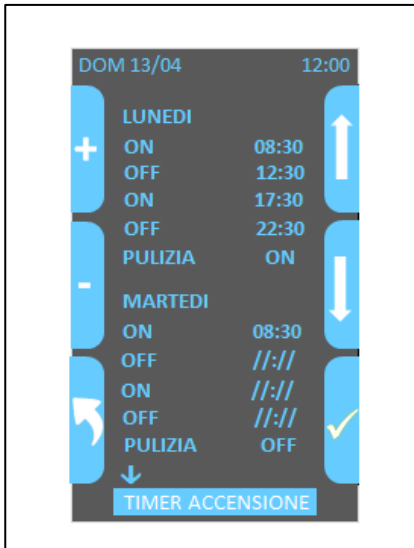 DOM 13/04 12:00
LUNEDI
+
ON 08:30
OFF 12:30
ON 17:30
OFF 22:30
PULIZIA ON
-
MARTEDI
ON 08:30
OFF //://
ON //://
OFF //://
PULIZIA OFF
TIMER ACCENSIONE